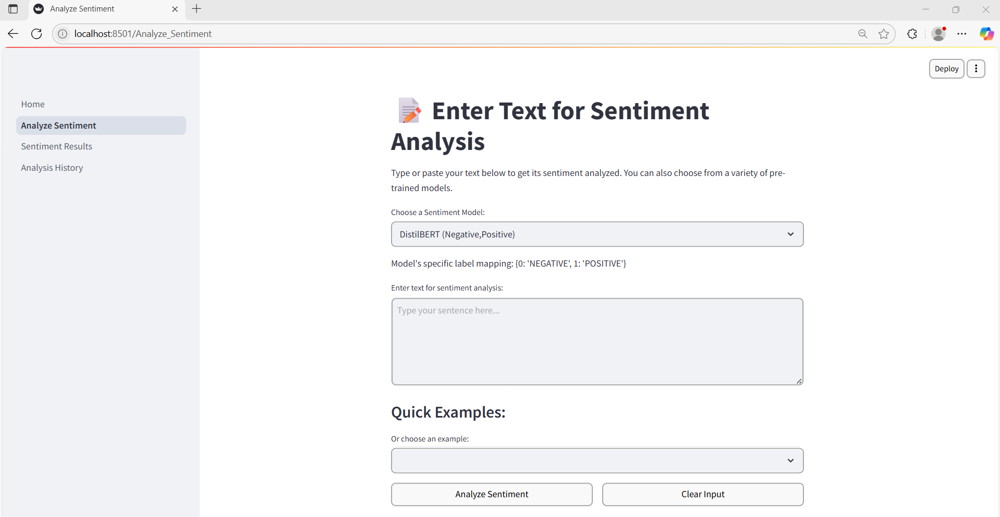 Analyze Sentiment
localhost:8501/Analyze_Sentiment
Deploy
Home
Analyze Sentiment
Sentiment Results
Analysis History
Enter Text for Sentiment
Analysis
Type or paste your text below to get its sentiment analyzed. You can also choose from a variety of pre-
trained models.
Choose a Sentiment Model:
DistilBERT (Negative,Positive)
Model's specific label mapping: {0: 'NEGATIVE', 1: 'POSITIVE'}
Enter text for sentiment analysis:
Type your sentence here...
Quick Examples:
Or choose an example:
Analyze Sentiment
Clear Input